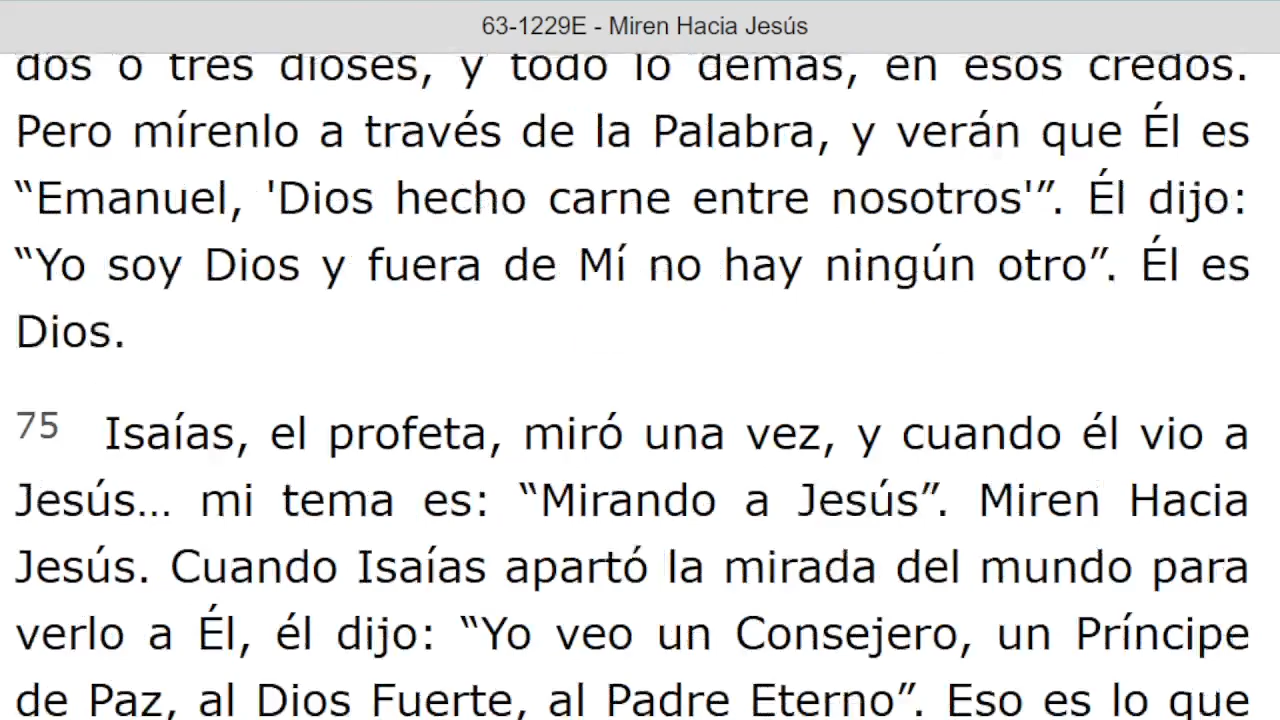 63-1229E - Miren Hacia Jesús
dos o tres dioses, y todo lo demás, en esos credos.
Pero mírenlo a través de la Palabra, y verán que Él es
“Emanuel, 'Dios hecho carne entre nosotros'”. Él dijo:
“Yo soy Dios y fuera de Mí no hay ningún otro”. Él es
Dios.
75 Isaías, el profeta, miró una vez, y cuando él vio a
Jesús… mi tema es: “Mirando a Jesús”. Miren Hacia
Jesús. Cuando Isaías apartó la mirada del mundo para
verlo a Él, él dijo: “Yo veo un Consejero, un Príncipe
de Paz, al Dios Fuerte, al Padre Eterno”. Eso es lo que